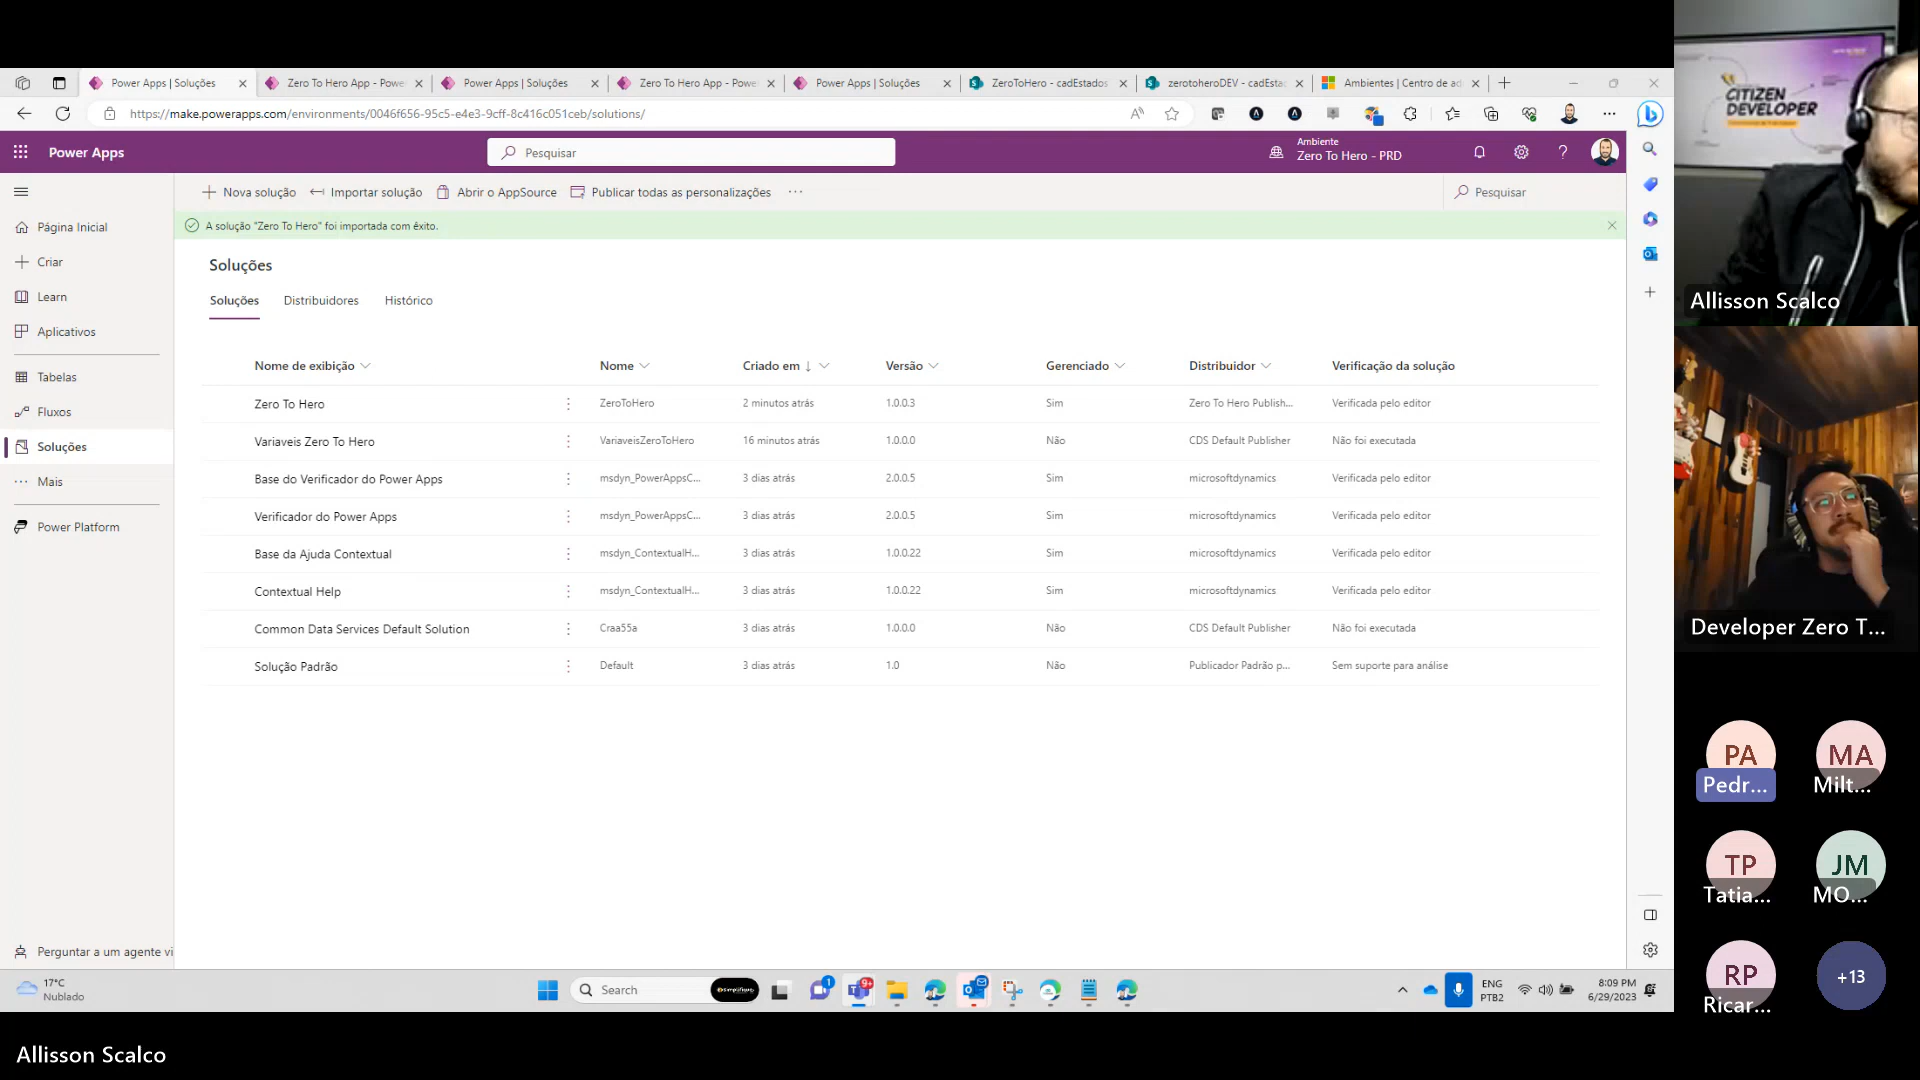 Power Apps | Soluções
Zero To Hero App - Powe
Power Apps | Soluções
Zero To Hero App - Powe
Power Apps | Soluções
ZeroToHero - cadEstados
zerotoheroDEV - cadEsta
Ambientes | Centro de ad
https://make.powerapps.com/environments/0046f656-95c5-e4e3-9cff-8c416c051ceb/solutions/
Power Apps
Pesquisar
Ambiente
Zero To Hero - PRD
Nova solução
Importar solução
Abrir o AppSource
Publicar todas as personalizações
Pesquisar
A solução "Zero To Hero" foi importada com êxito.
Página Inicial
Criar
Learn
Aplicativos
Tabelas
Fluxos
Soluções
Mais
Power Platform
Perguntar a um agente vi
Soluções
Soluções Distribuidores Histórico
Nome de exibição Nome Criado em Versão Gerenciado Distribuidor Verificação da solução
Zero To Hero ZeroToHero 2 minutos atrás 1.0.0.3 Sim Zero To Hero Publish... Verificada pelo editor
Variaveis Zero To Hero VariaveisZeroToHero 16 minutos atrás 1.0.0.0 Não CDS Default Publisher Não foi executada
Base do Verificador do Power Apps msdyn_PowerAppsC... 3 dias atrás 2.0.0.5 Sim microsoftdynamics Verificada pelo editor
Verificador do Power Apps msdyn_PowerAppsC... 3 dias atrás 2.0.0.5 Sim microsoftdynamics Verificada pelo editor
Base da Ajuda Contextual msdyn_ContextualH... 3 dias atrás 1.0.0.22 Sim microsoftdynamics Verificada pelo editor
Contextual Help msdyn_ContextualH... 3 dias atrás 1.0.0.22 Sim microsoftdynamics Verificada pelo editor
Common Data Services Default Solution Craa55a 3 dias atrás 1.0.0.0 Não CDS Default Publisher Não foi executada
Solução Padrão Default 3 dias atrás 1.0 Não Publicador Padrão p... Sem suporte para análise
17°C
Nublado
Search
1
9+
ENG
PTB2
8:09 PM
6/29/2023
CITIZEN
DEVELOPER
Allisson Scalco
Developer Zero T...
PA
Pedr...
MA
Milt...
TP
Tatia...
JM
MO...
RP
Ricar...
+13
Allisson Scalco